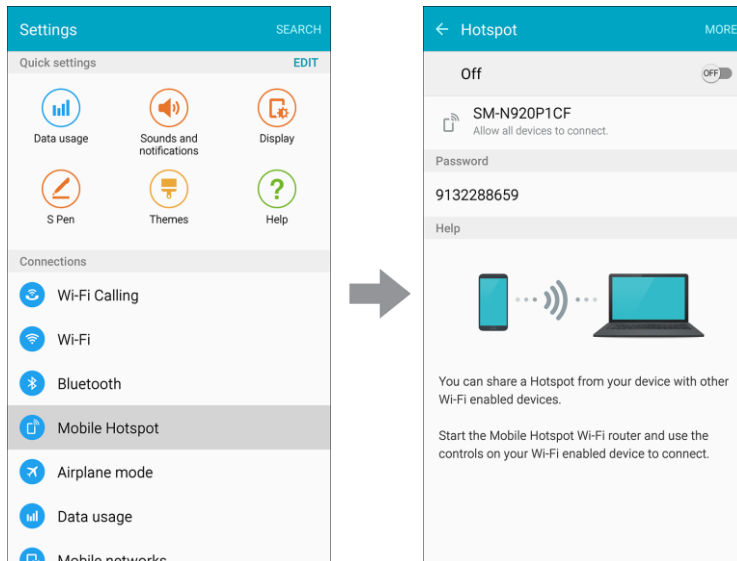 Settings
SEARCH
Quick settings
EDIT
Data usage
Sounds and
notifications
Display
S Pen
Themes
Help
Connections
Wi-Fi Calling
Wi-Fi
Bluetooth
Mobile Hotspot
Airplane mode
Data usage
Mobile networks
Hotspot
MORE
Off
OFF
SM-N920P1CF
Allow all devices to connect.
Password
9132288659
Help
You can share a Hotspot from your device with other
Wi-Fi enabled devices.
Start the Mobile Hotspot Wi-Fi router and use the
controls on your Wi-Fi enabled device to connect.